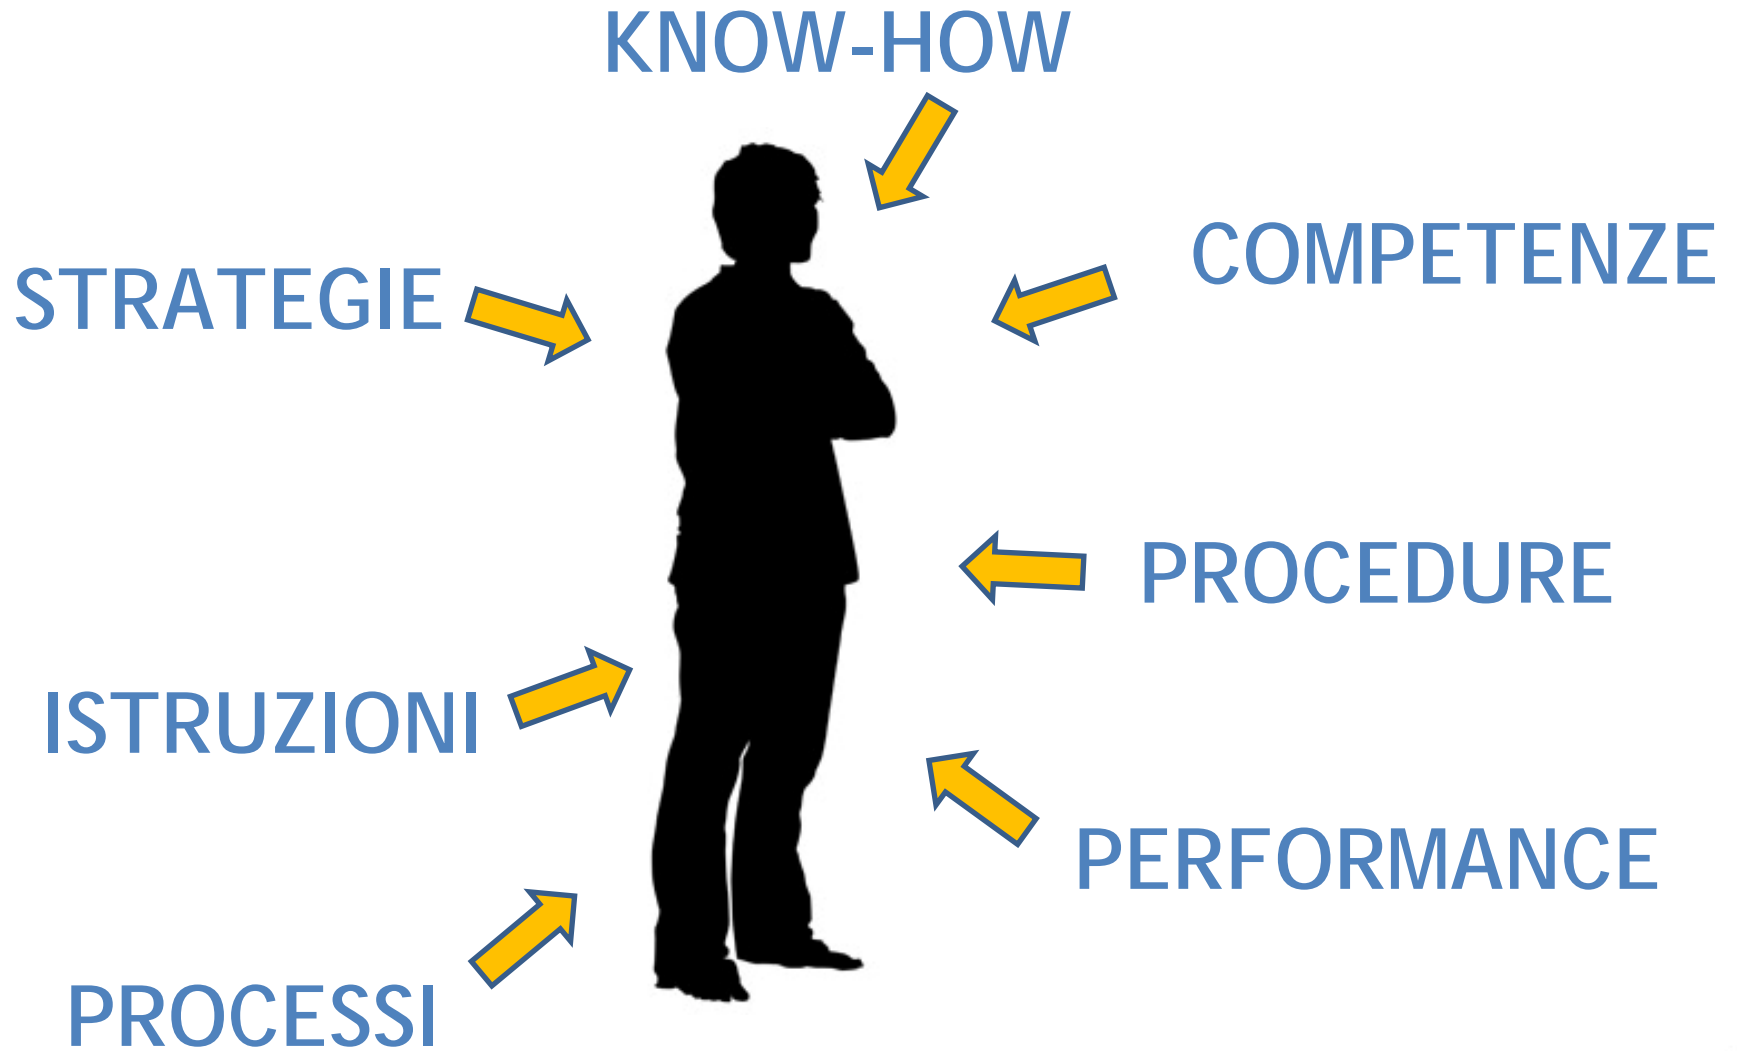 KNOW-HOW
COMPETENZE
STRATEGIE
PROCEDURE
ISTRUZIONI
PERFORMANCE
PROCESSI